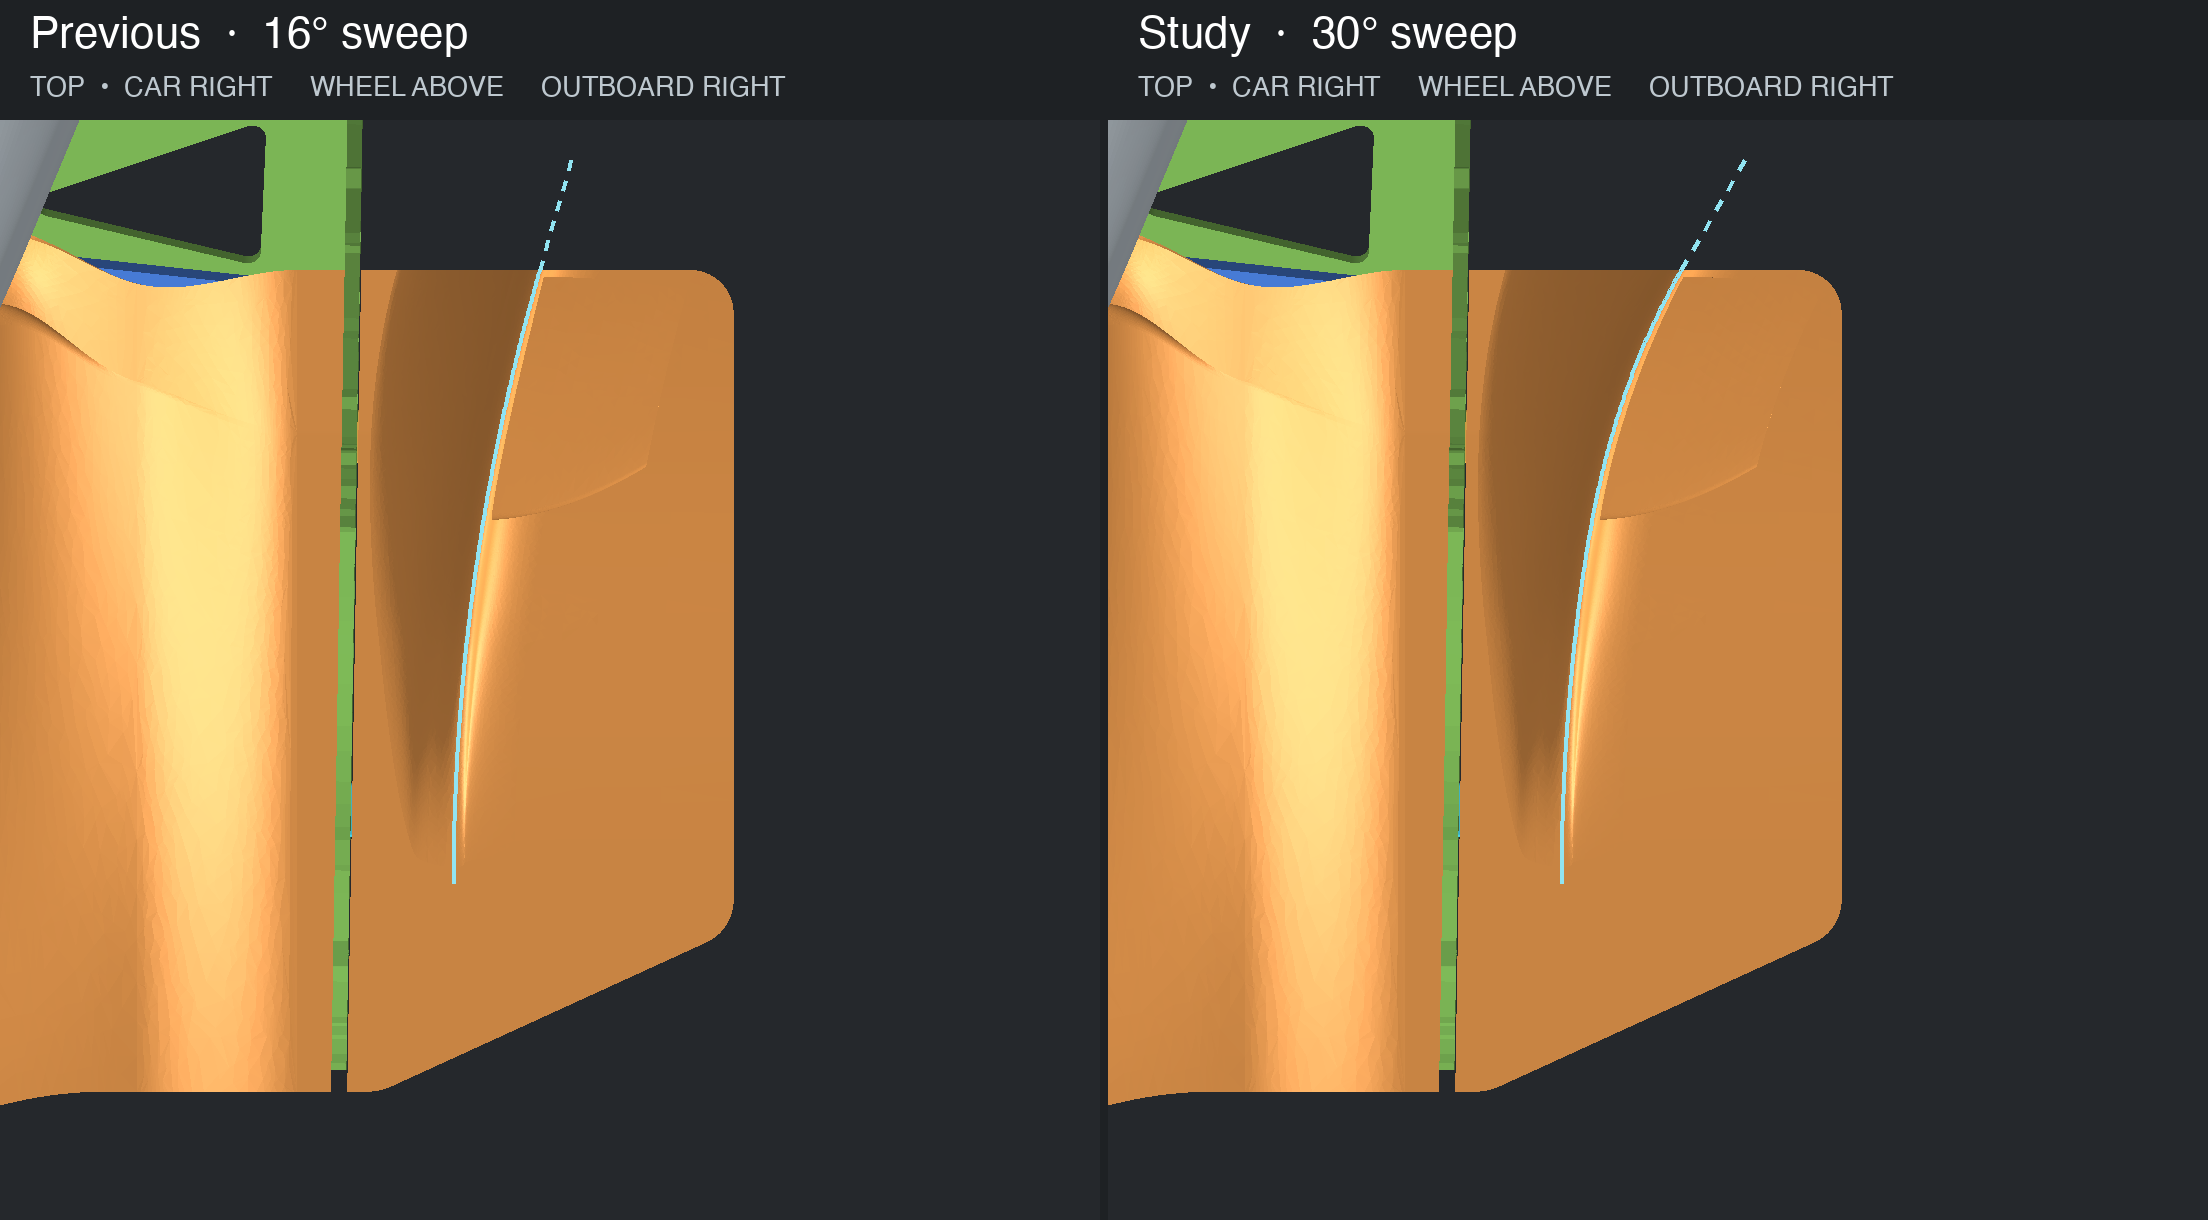 Previous · 16° sweep
TOP • CAR RIGHT WHEEL ABOVE OUTBOARD RIGHT
Study · 30° sweep
TOP • CAR RIGHT WHEEL ABOVE OUTBOARD RIGHT